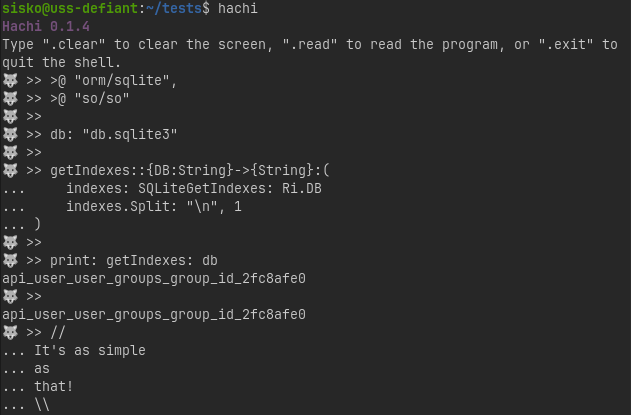 sisko@uss-defiant:~/tests$ hachi
Hachi 0.1.4
Type ".clear" to clear the screen, ".read" to read the program, or ".exit" to
quit the shell.
🐺 >> >@ "orm/sqlite",
🐺 >> >@ "so/so"
🐺 >>
🐺 >> db: "db.sqlite3"
🐺 >>
🐺 >> getIndexes::{DB:String}->{String}:(
...     indexes: SQLiteGetIndexes: Ri.DB
...     indexes.Split: "\n", 1
... )
🐺 >>
🐺 >> print: getIndexes: db
api_user_user_groups_group_id_2fc8afe0
🐺 >>
api_user_user_groups_group_id_2fc8afe0
🐺 >> //
... It's as simple
... as
... that!
... \\